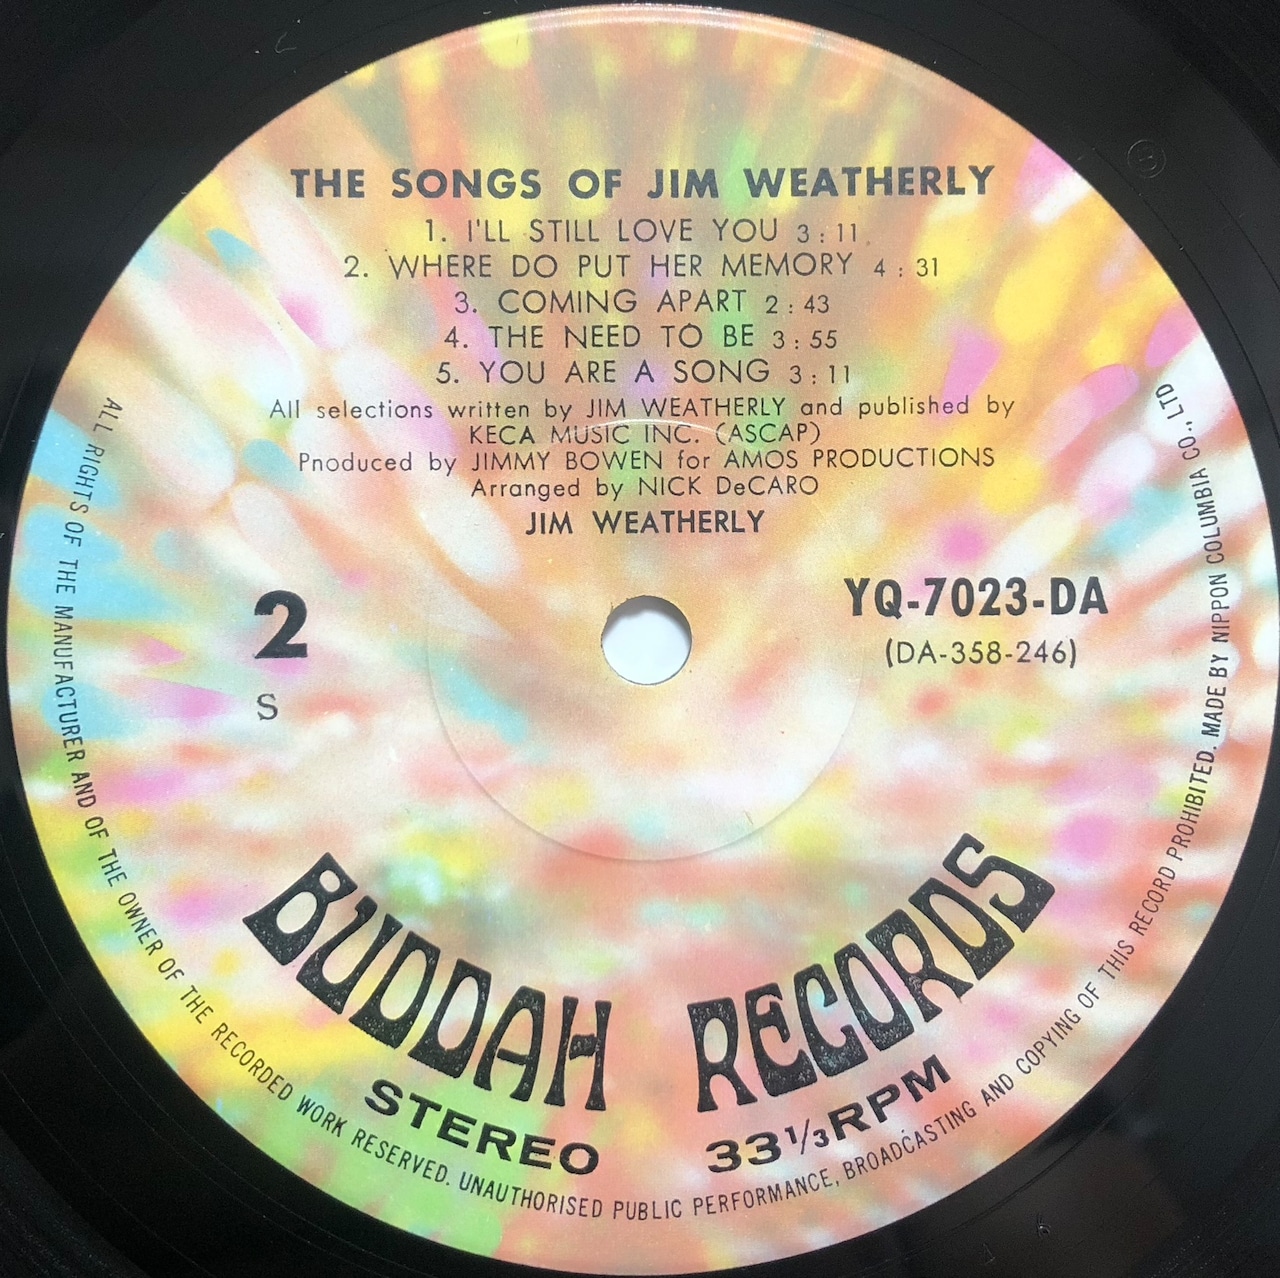 THE SONGS OF JIM WEATHERLY
1. I'LL STILL LOVE YOU 3:11
2. WHERE DO PUT HER MEMORY 4:31
3. COMING APART 2:43
4. THE NEED TO BE 3:55
5. YOU ARE A SONG 3:11
All selections written by JIM WEATHERLY and published by
KECA MUSIC INC. (ASCAP)
Pnoduced by JIMMY BOWEN for AMOS PRODUCTIONS
Arranged by NICK DeCARO
JIM WEATHERLY
2
S
YQ-7023-DA
(DA-358-246)
BUDDAH RECORDS
STEREO 33 1/3 RPM
ALL RIGHTS OF THE MANUFACTURER AND OF THE OWNER OF THE RECORDED WORK RESERVED. UNAUTHORISED PUBLIC PERFORMANCE, BROADCASTING AND COPYING OF THIS RECORD PROHIBITED. MADE BY NIPPON COLUMBIA CO., LTD